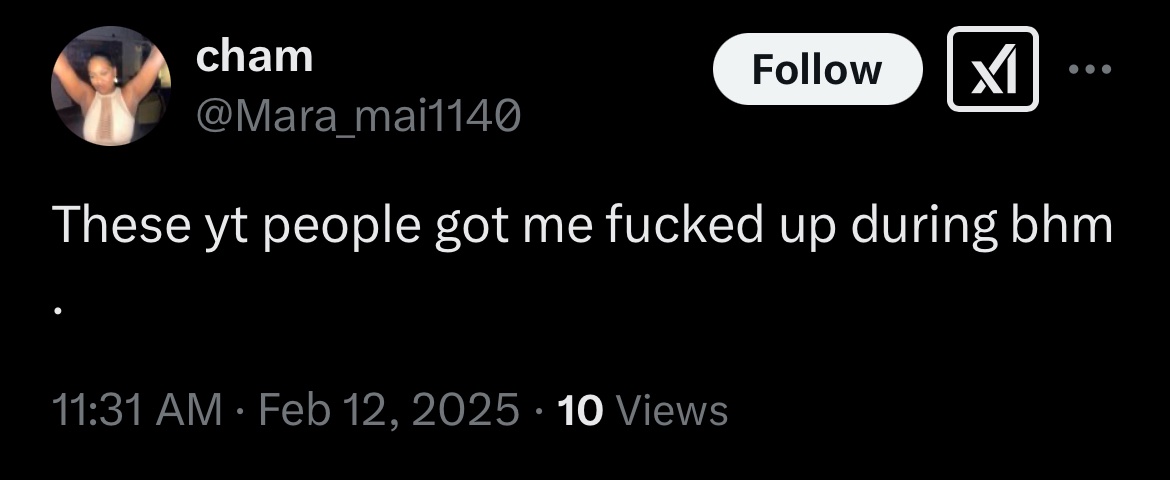 cham
Follow
@Mara_mai1140
These yt people got me fucked up during bhm
.
11:31 AM · Feb 12, 2025 · 10 Views